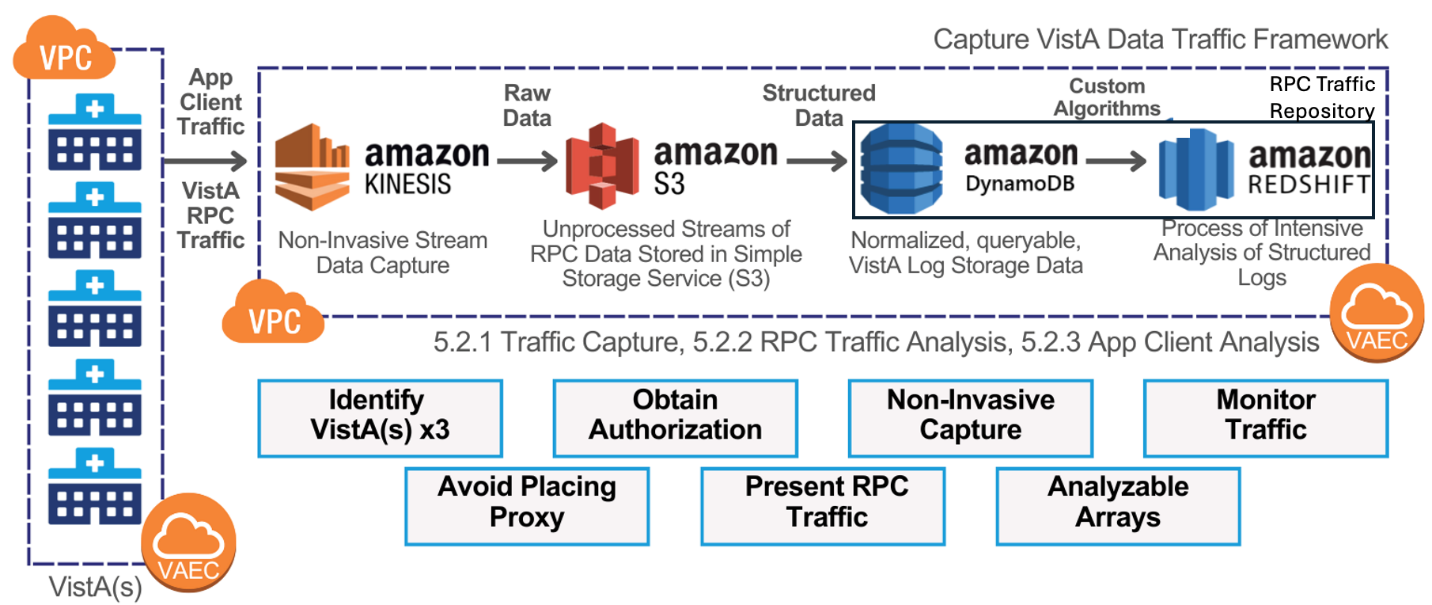 Capture VistA Data Traffic Framework
VPC
App
Client
Traffic
VistA
RPC
Traffic
Raw
Data
Structured
Data
Custom
Algorithms
RPC Traffic
Repository
amazon
KINESIS
amazon
S3
amazon
DynamoDB
amazon
REDSHIFT
Non-Invasive Stream
Data Capture
Unprocessed Streams of
RPC Data Stored in Simple
Storage Service (S3)
Normalized, queryable,
VistA Log Storage Data
Process of Intensive
Analysis of Structured
Logs
VPC
VAEC
5.2.1 Traffic Capture, 5.2.2 RPC Traffic Analysis, 5.2.3 App Client Analysis
Identify
VistA(s) x3
Obtain
Authorization
Non-Invasive
Capture
Monitor
Traffic
Avoid Placing
Proxy
Present RPC
Traffic
Analyzable
Arrays
VAEC
VistA(s)